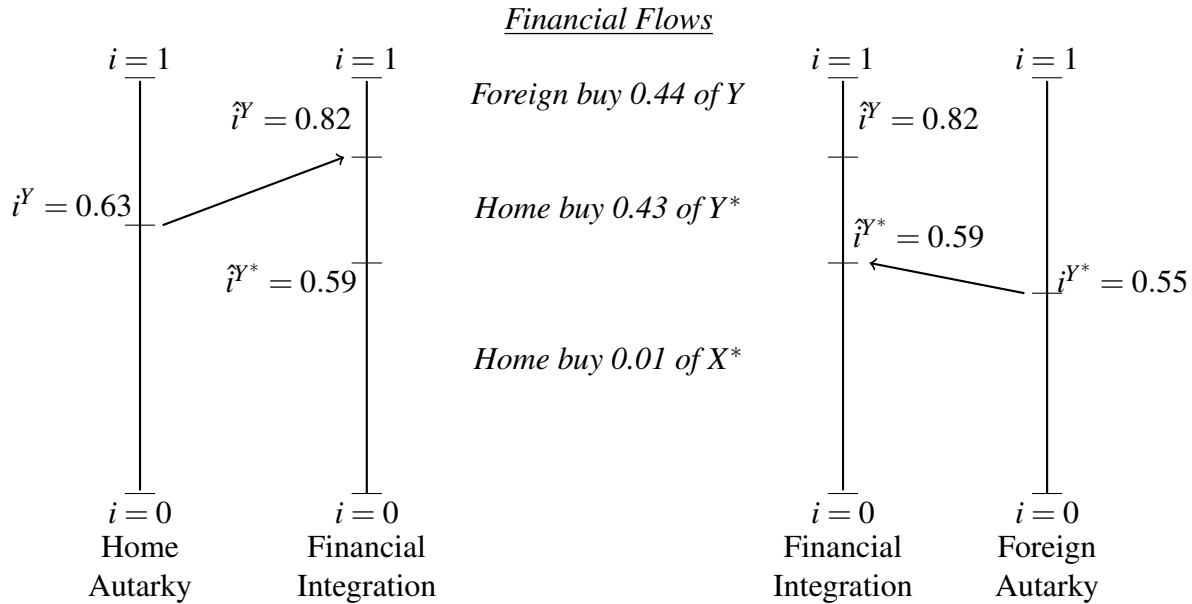 Financial Flows
i = 1
i = 1
i = 1
i = 1
Foreign buy 0.44 of Y
î^Y = 0.82
î^Y = 0.82
i^Y = 0.63
Home buy 0.43 of Y*
î^{Y*} = 0.59
î^{Y*} = 0.59
i^{Y*} = 0.55
Home buy 0.01 of X*
i = 0
i = 0
i = 0
i = 0
Home
Autarky
Financial
Integration
Financial
Integration
Foreign
Autarky